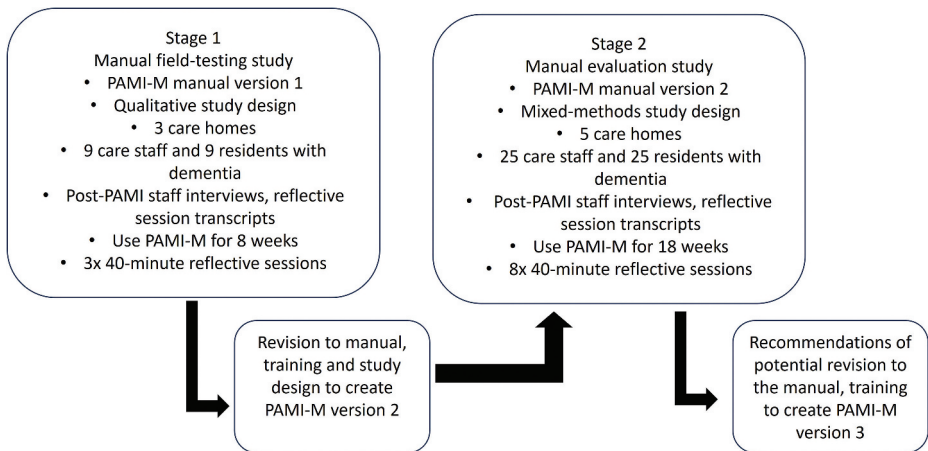 Stage 1
Manual field-testing study
• PAMI-M manual version 1
• Qualitative study design
• 3 care homes
• 9 care staff and 9 residents with
dementia
• Post-PAMI staff interviews, reflective
session transcripts
• Use PAMI-M for 8 weeks
• 3x 40-minute reflective sessions
Revision to manual,
training and study
design to create
PAMI-M version 2
Stage 2
Manual evaluation study
• PAMI-M manual version 2
• Mixed-methods study design
• 5 care homes
• 25 care staff and 25 residents with
dementia
• Post-PAMI staff interviews, reflective
session transcripts
• Use PAMI-M for 18 weeks
• 8x 40-minute reflective sessions
Recommendations of
potential revision to
the manual, training
to create PAMI-M
version 3